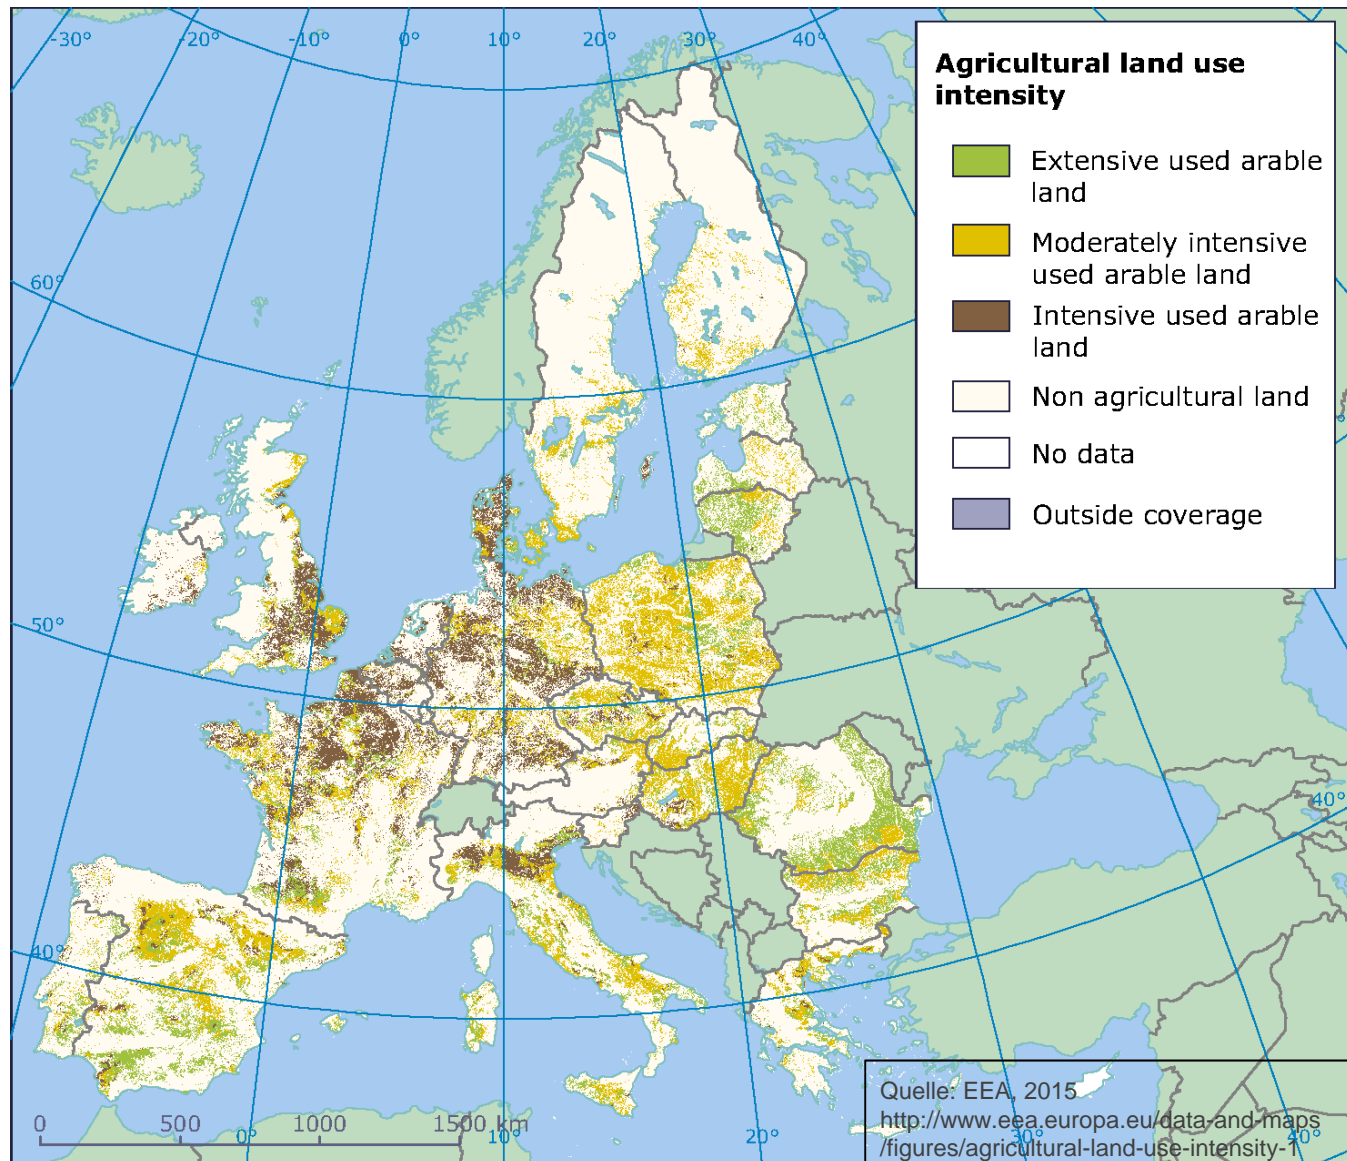 -30°
-20°
-10°
0°
10°
20°
30°
40°
Agricultural land use
intensity
Extensive used arable
land
Moderately intensive
used arable land
Intensive used arable
land
Non agricultural land
No data
Outside coverage
60°
50°
40°
40°
0 500 1000 1500 km
0°
10°
20°
30°
40°
Quelle: EEA, 2015
http://www.eea.europa.eu/data-and-maps
/figures/agricultural-land-use-intensity-1